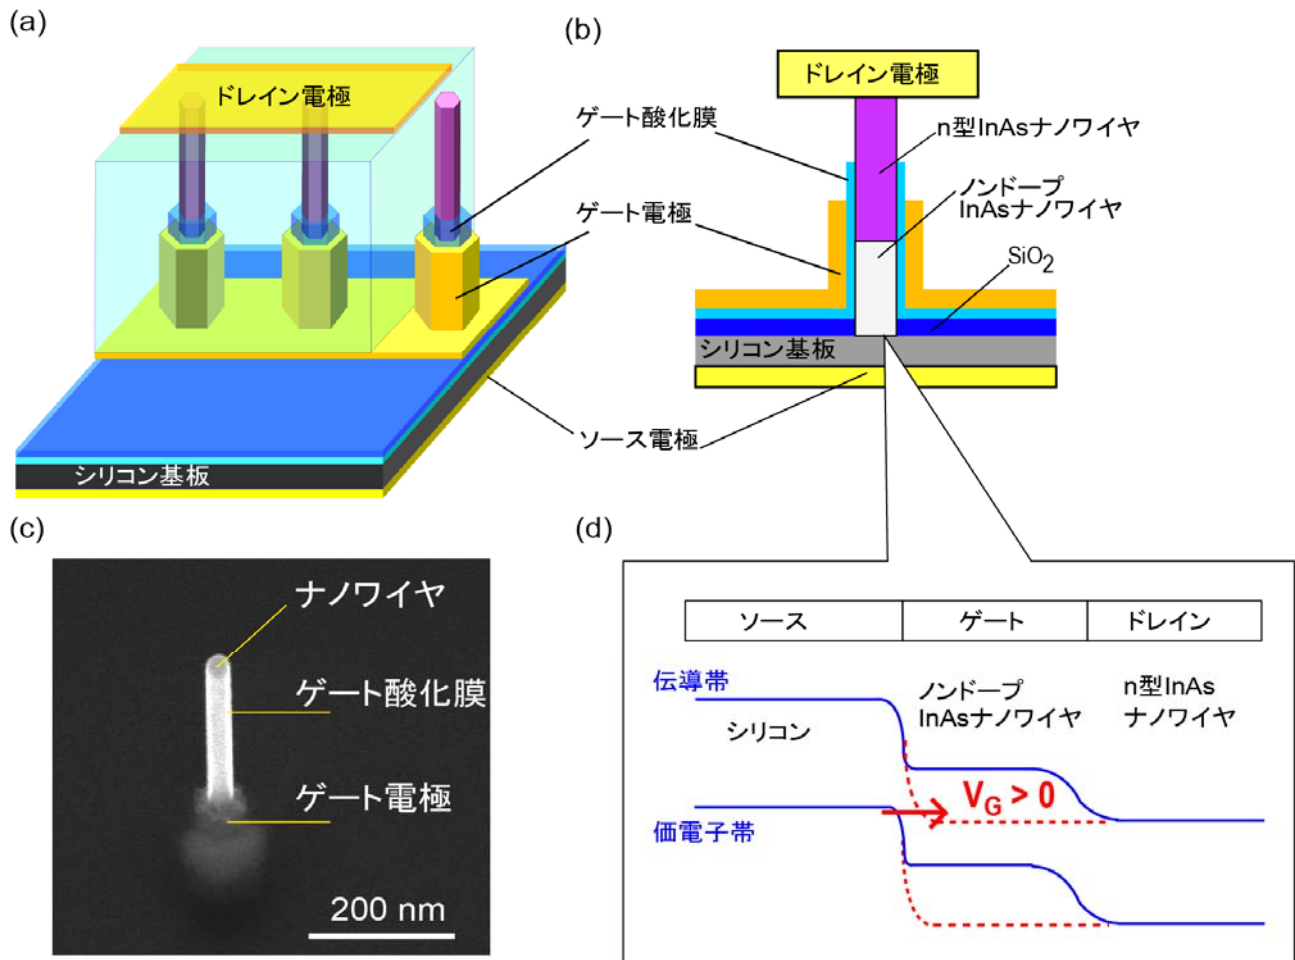 (a)
ドレイン電極
シリコン基板
(b)
ドレイン電極
ゲート酸化膜
n型InAsナノワイヤ
ノンドープ
InAsナノワイヤ
ゲート電極
SiO2
シリコン基板
ソース電極
(c)
ナノワイヤ
ゲート酸化膜
ゲート電極
200 nm
(d)
ソース
ゲート
ドレイン
伝導帯
シリコン
ノンドープ
InAsナノワイヤ
n型InAs
ナノワイヤ
VG > 0
価電子帯